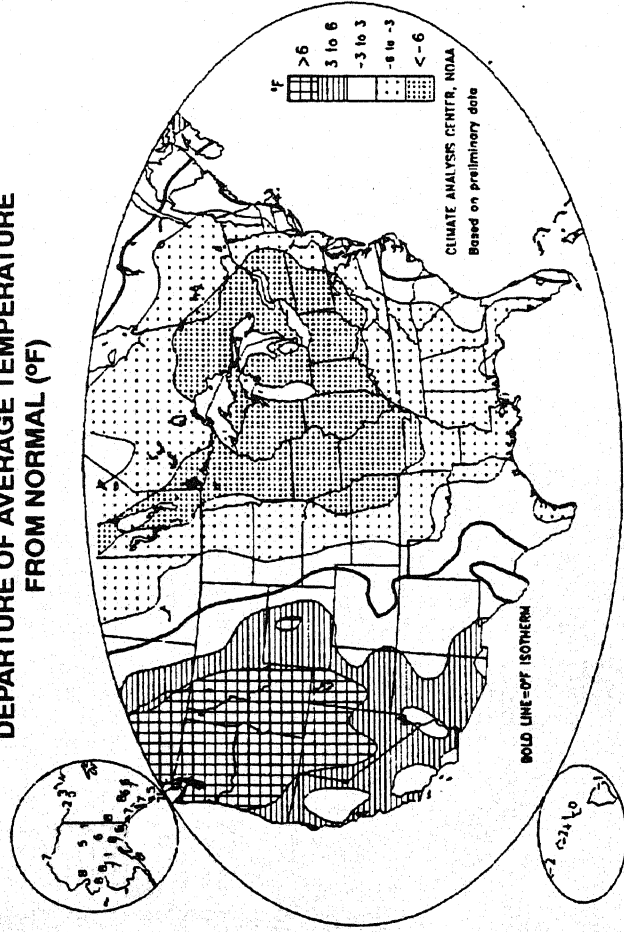 DEPARTURE OF AVERAGE TEMPERATURE
FROM NORMAL (ºF)
ºF
>6
3 to 6
-3 to 3
-6 to -3
<-6
CLIMATE ANALYSIS CENTER, NOAA
Based on preliminary data
BOLD LINE=0ºF ISOTHERM